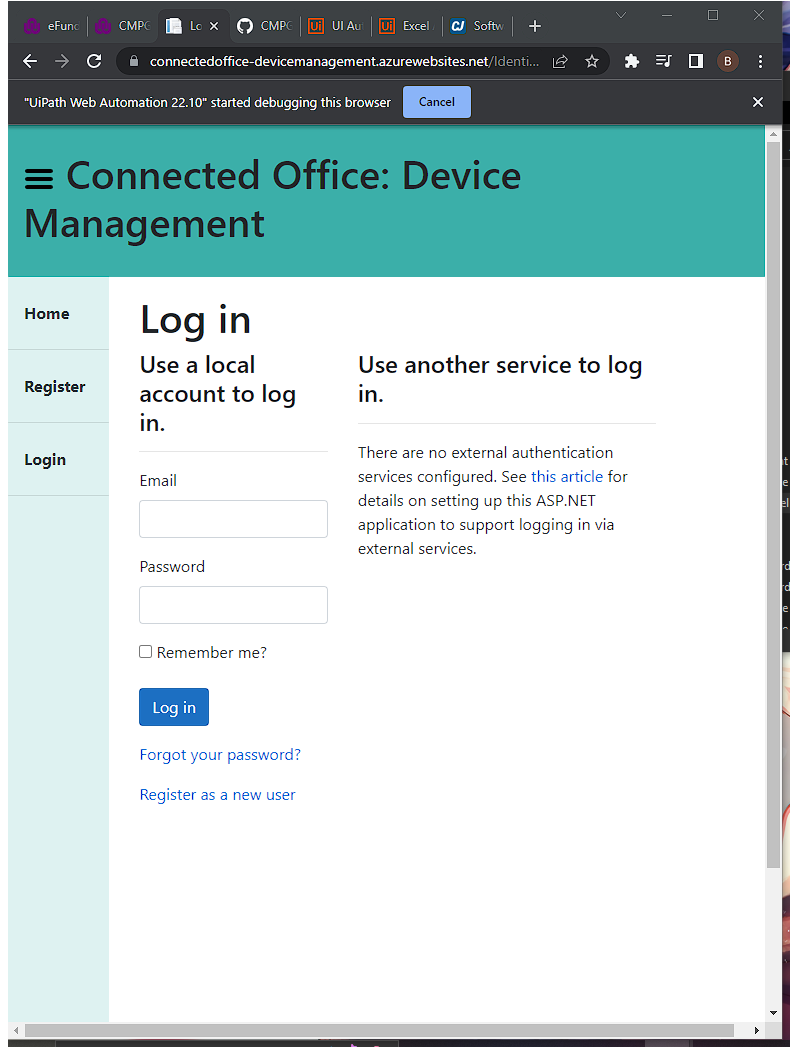 eFunc
CMPG
Lo
CMPG
UI Au
Excel
Softw
connectedoffice-devicemanagement.azurewebsites.net/Identi...
B
"UiPath Web Automation 22.10" started debugging this browser
Cancel
Connected Office: Device
Management
Home
Register
Login
Log in
Use a local
account to log
in.
Email
Password
Remember me?
Log in
Forgot your password?
Register as a new user
Use another service to log
in.
There are no external authentication
services configured. See this article for
details on setting up this ASP.NET
application to support logging in via
external services.